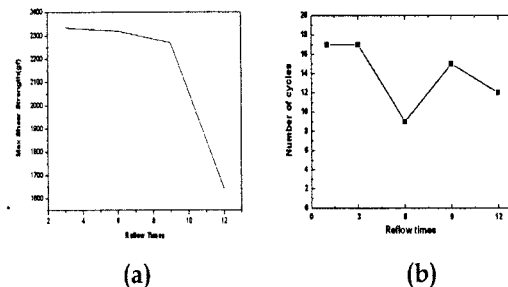 2400
2300
2200
2100
2000
1900
1800
1700
1600
2 4 6 8 10 12
Max Shear Strength(gf)
Reflow Times
(a)
20
18
16
14
12
10
8
6
4
2
0
0 3 6 9 12
Number of cycles
Reflow times
(b)